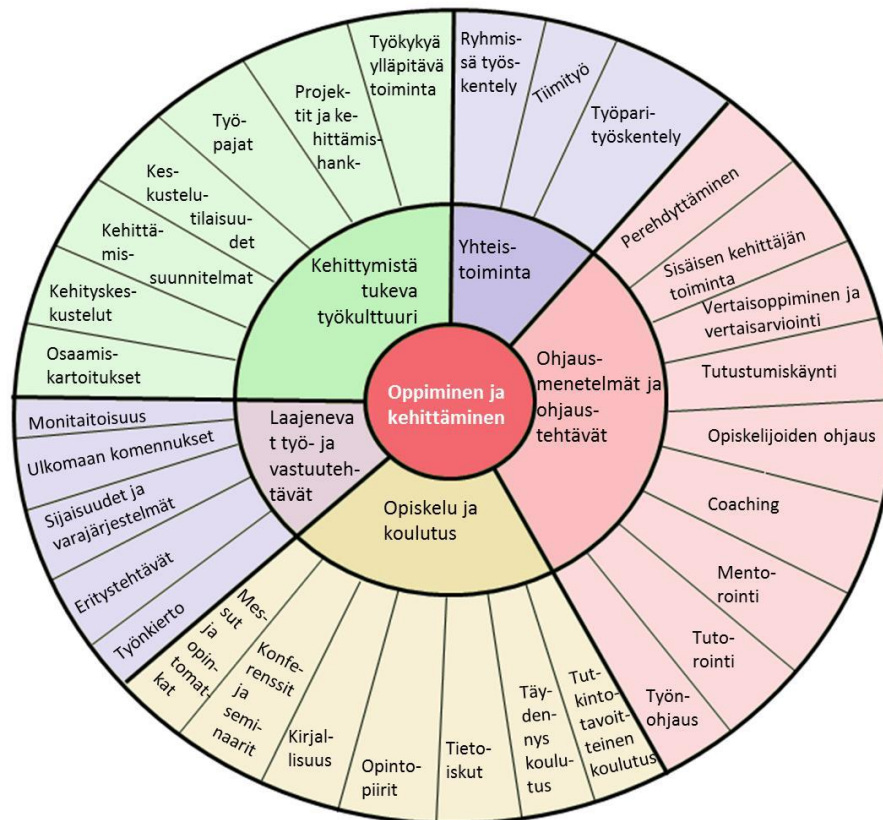 Oppiminen ja
kehittäminen
Yhteis-
toiminta
Ryhmis-
sä työs-
kentely
Tiimityö
Työpari-
työskentely
Ohjaus-
menetelmät ja
ohjaus-
tehtävät
Perehdyttäminen
Sisäisen kehittäjän
toiminta
Vertaisoppiminen ja
vertaisarviointi
Tutustumiskäynti
Opiskelijoiden ohjaus
Coaching
Mento-
rointi
Tuto-
rointi
Työn-
ohjaus
Opiskelu ja
koulutus
Tut-
kinto-
tavoit-
teinen
koulutus
Täy-
den-
nys
koulu-
tus
Tieto-
iskut
Opinto-
piirit
Kirjal-
lisuus
Konfe-
renssit
ja
semi-
naarit
Mes-
sut
ja
opin-
tomat-
kat
Laajeneva
t työ- ja
vastuuteh-
tävät
Työnkierto
Eritystehtävät
Sijaisuudet ja
varajärjestelmät
Ulkomaan komennukset
Monitaitoisuus
Kehittymistä
tukeva
työkulttuuri
Osaamis-
kartoitukset
Kehityskes-
kustelut
Kehittä-
mis-
suunnitelmat
Kes-
kustelu-
tilaisuu-
det
Työ-
pajat
Projek-
tit ja ke-
hittämis-
hank-
Työkykyä
ylläpitävä
toiminta